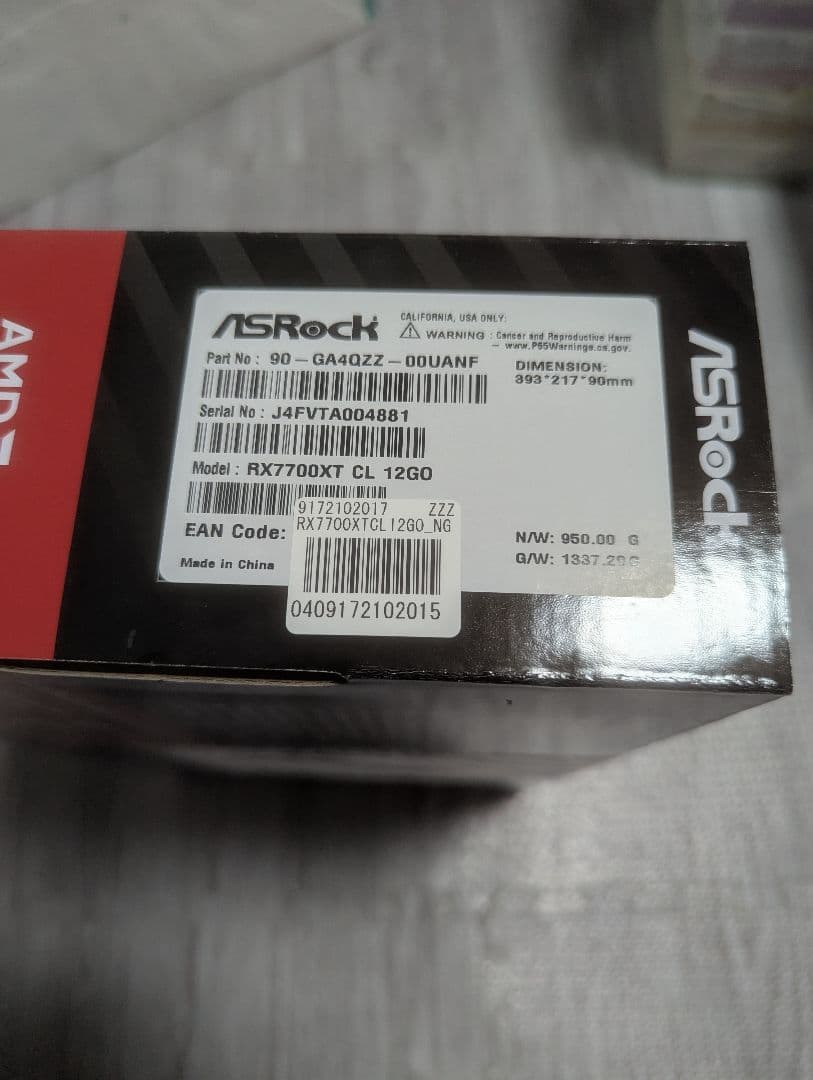 AMD
ASRock
CALIFORNIA, USA ONLY:
WARNING : Cancer and Reproductive Harm
– www.P65Warnings.ca.gov.
Part No : 90-GA4QZZ-00UANF
DIMENSION:
393*217*90mm
Serial No : J4FVTA004881
Model : RX7700XT CL 12GO
9172102017 ZZZ
RX7700XTCL12GO_NG
EAN Code:
0409172102015
Made in China
N/W: 950.00 G
G/W: 1337.20 G
ASRock